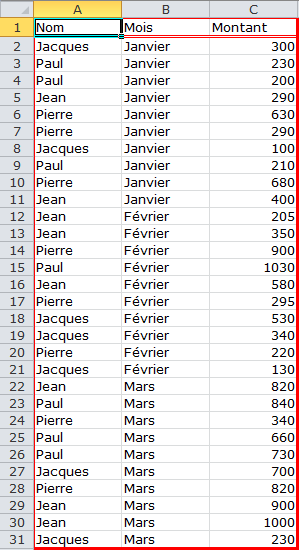 A B C
1 Nom Mois Montant
2 Jacques Janvier 300
3 Paul Janvier 230
4 Paul Janvier 200
5 Jean Janvier 290
6 Pierre Janvier 630
7 Pierre Janvier 290
8 Jacques Janvier 100
9 Paul Janvier 210
10 Pierre Janvier 680
11 Jean Janvier 400
12 Jean Février 205
13 Jean Février 350
14 Pierre Février 900
15 Paul Février 1030
16 Jean Février 580
17 Pierre Février 295
18 Jacques Février 530
19 Jacques Février 340
20 Pierre Février 220
21 Jacques Février 130
22 Jean Mars 820
23 Paul Mars 840
24 Pierre Mars 340
25 Paul Mars 660
26 Paul Mars 730
27 Jacques Mars 700
28 Pierre Mars 820
29 Jean Mars 900
30 Jean Mars 1000
31 Jacques Mars 230